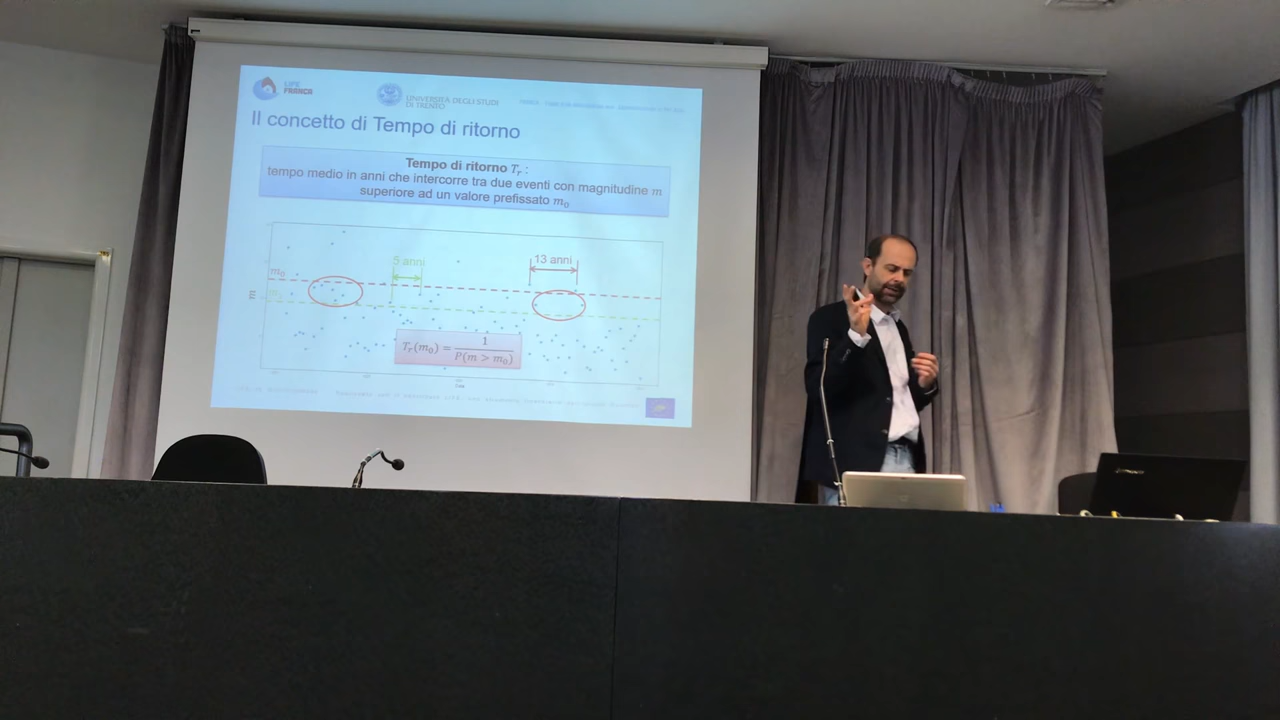 LIFE
FRANCA
UNIVERSITÀ DEGLI STUDI
DI TRENTO
Il concetto di Tempo di ritorno
Tempo di ritorno Tᵣ :
tempo medio in anni che intercorre tra due eventi con magnitudine m
superiore ad un valore prefissato m₀
5 anni
13 anni
m₀
m
Tᵣ(m₀) = 1 / P(m > m₀)